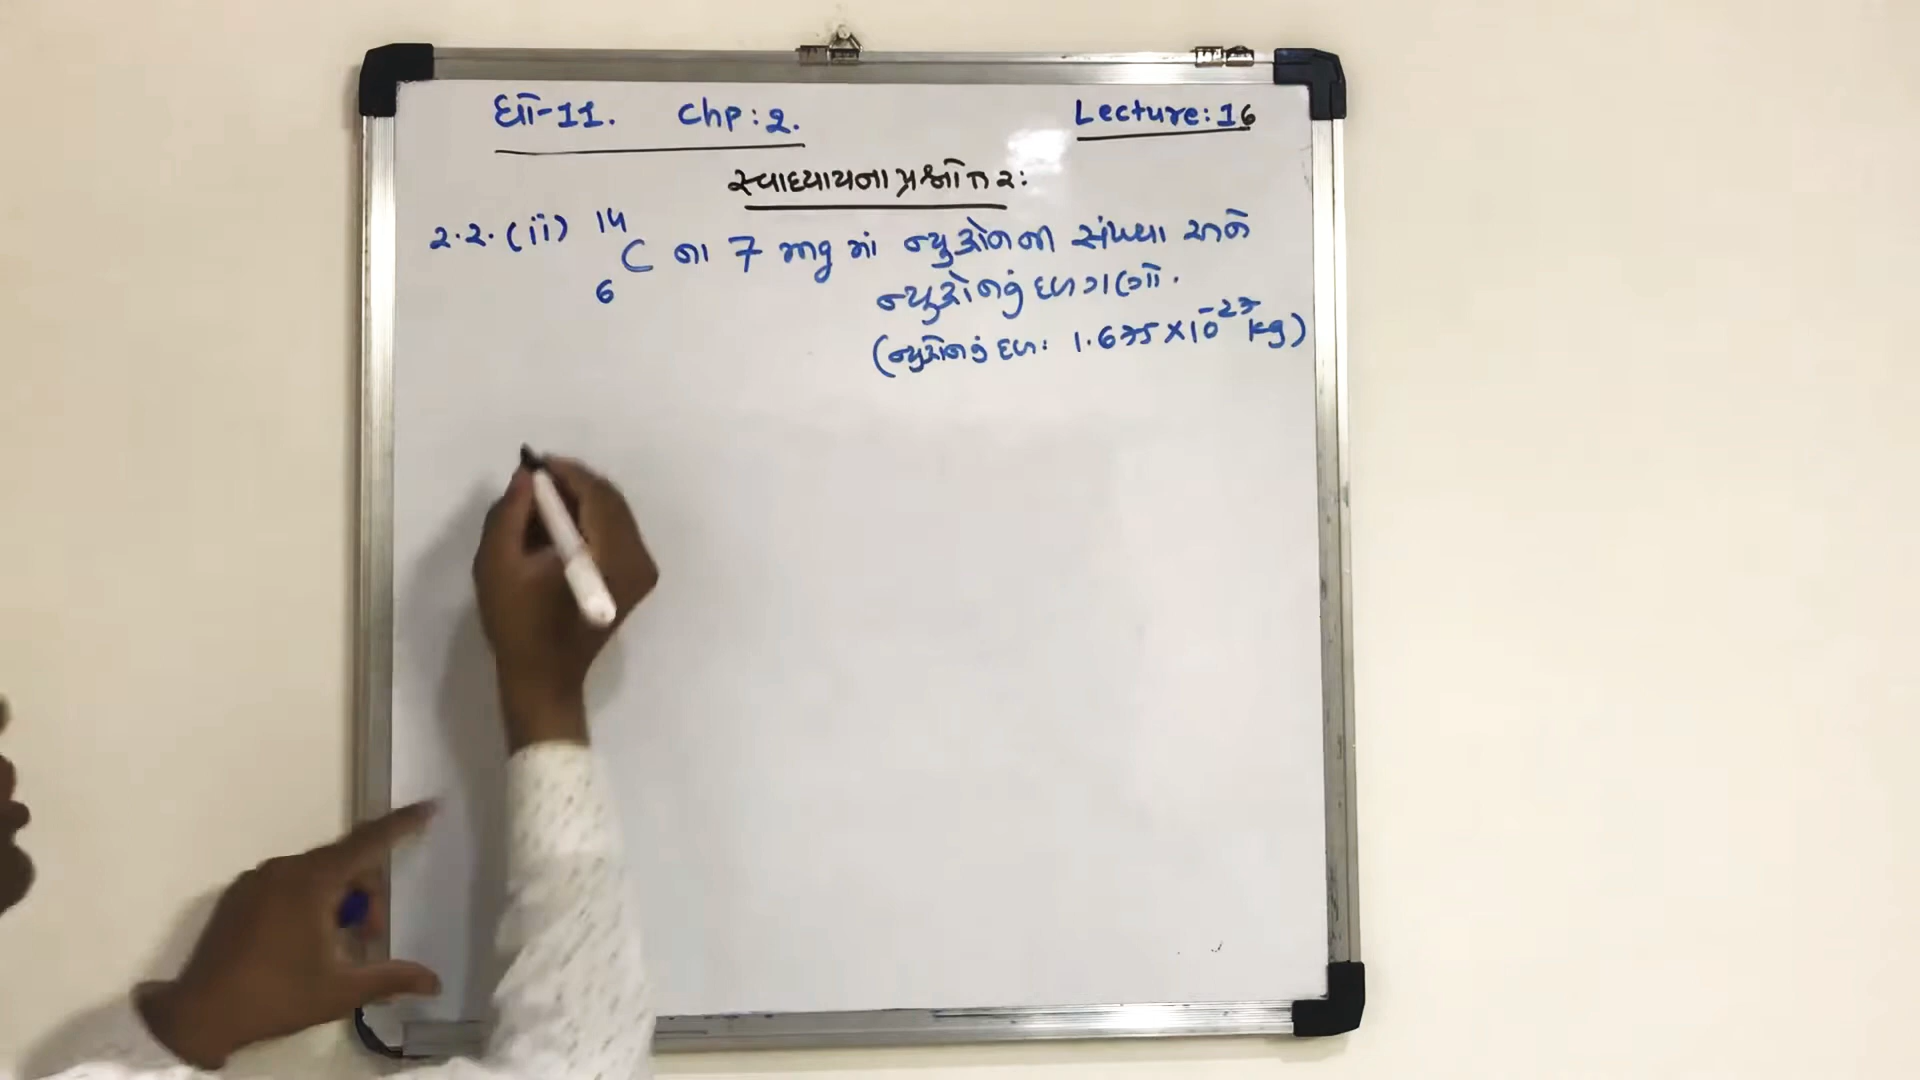 ધો-11. Chp: 2. Lecture: 16
સ્વાધ્યાયના પ્રશ્નોત્તર:
2.2. (ii) ¹⁴₆C ના 7 mg માં ન્યુટ્રોનની સંખ્યા અને
ન્યુટ્રોનનું દળ ગણો.
(ન્યુટ્રોનનું દળ: 1.675 × 10⁻²⁷ kg)